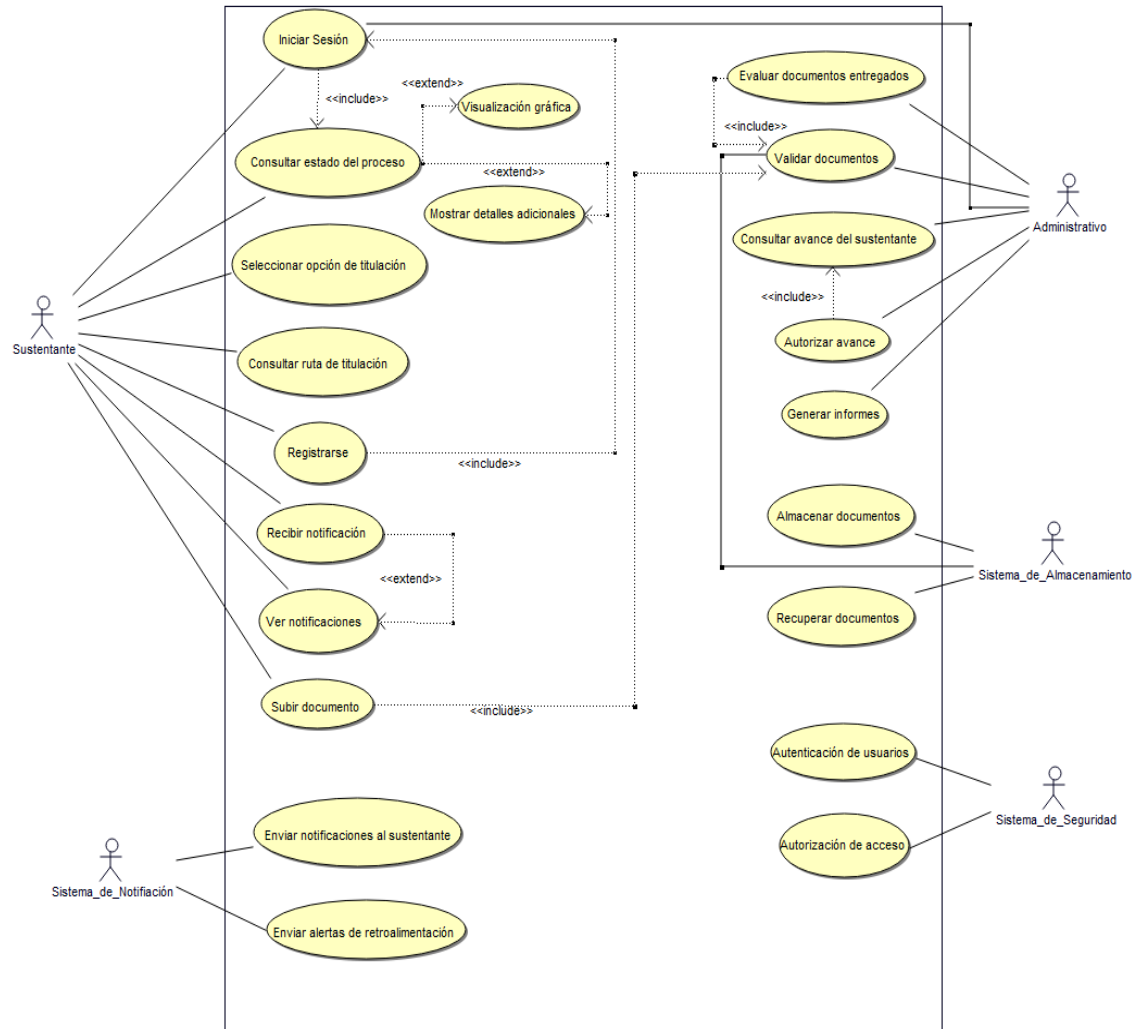 Iniciar Sesión
<<extend>>
Evaluar documentos entregados
<<include>>
Visualización gráfica
<<include>>
Consultar estado del proceso
Validar documentos
<<extend>>
Mostrar detalles adicionales
Administrativo
Consultar avance del sustentante
Seleccionar opción de titulación
<<include>>
Sustentante
Autorizar avance
Consultar ruta de titulación
Generar informes
Registrarse
<<include>>
Almacenar documentos
Recibir notificación
<<extend>>
Sistema_de_Almacenamiento
Ver notificaciones
Recuperar documentos
Subir documento
<<include>>
Autenticación de usuarios
Sistema_de_Seguridad
Enviar notificaciones al sustentante
Autorización de acceso
Sistema_de_Notifiación
Enviar alertas de retroalimentación